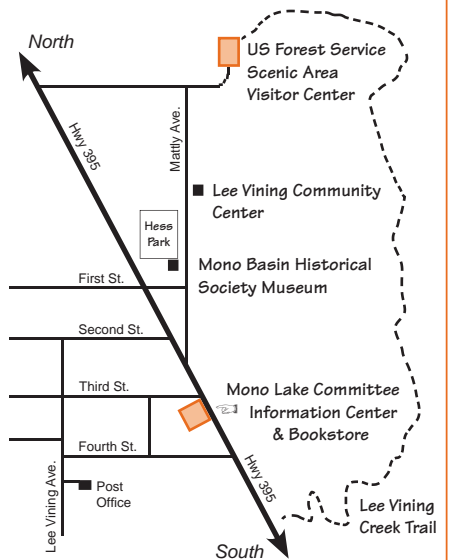 North
US Forest Service
Scenic Area
Visitor Center
Hwy 395
Mattly Ave.
Lee Vining Community
Center
Hess
Park
Mono Basin Historical
Society Museum
First St.
Second St.
Third St.
Mono Lake Committee
Information Center
& Bookstore
Fourth St.
Hwy 395
Lee Vining Ave.
Post
Office
Lee Vining
Creek Trail
South